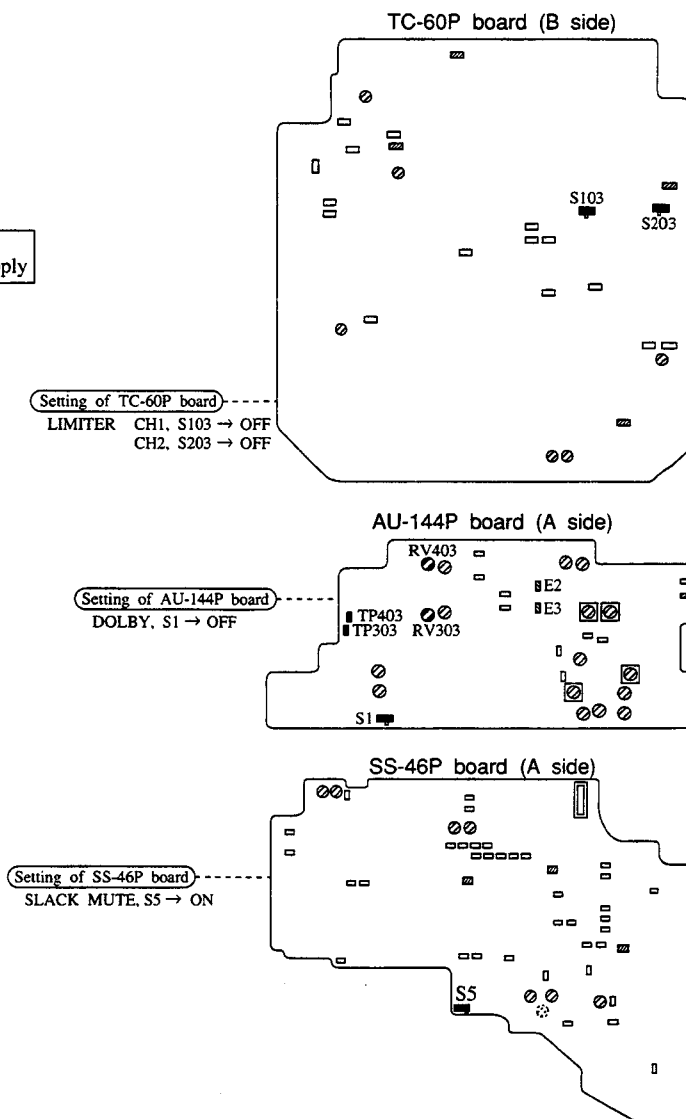 TC-60P board (B side)
S103
S203
ply
Setting of TC-60P board
LIMITER CH1, S103 → OFF
CH2, S203 → OFF
AU-144P board (A side)
RV403
E2
Setting of AU-144P board
E3
DOLBY, S1 → OFF
TP403
TP303 RV303
S1
SS-46P board (A side)
Setting of SS-46P board
SLACK MUTE, S5 → ON
S5